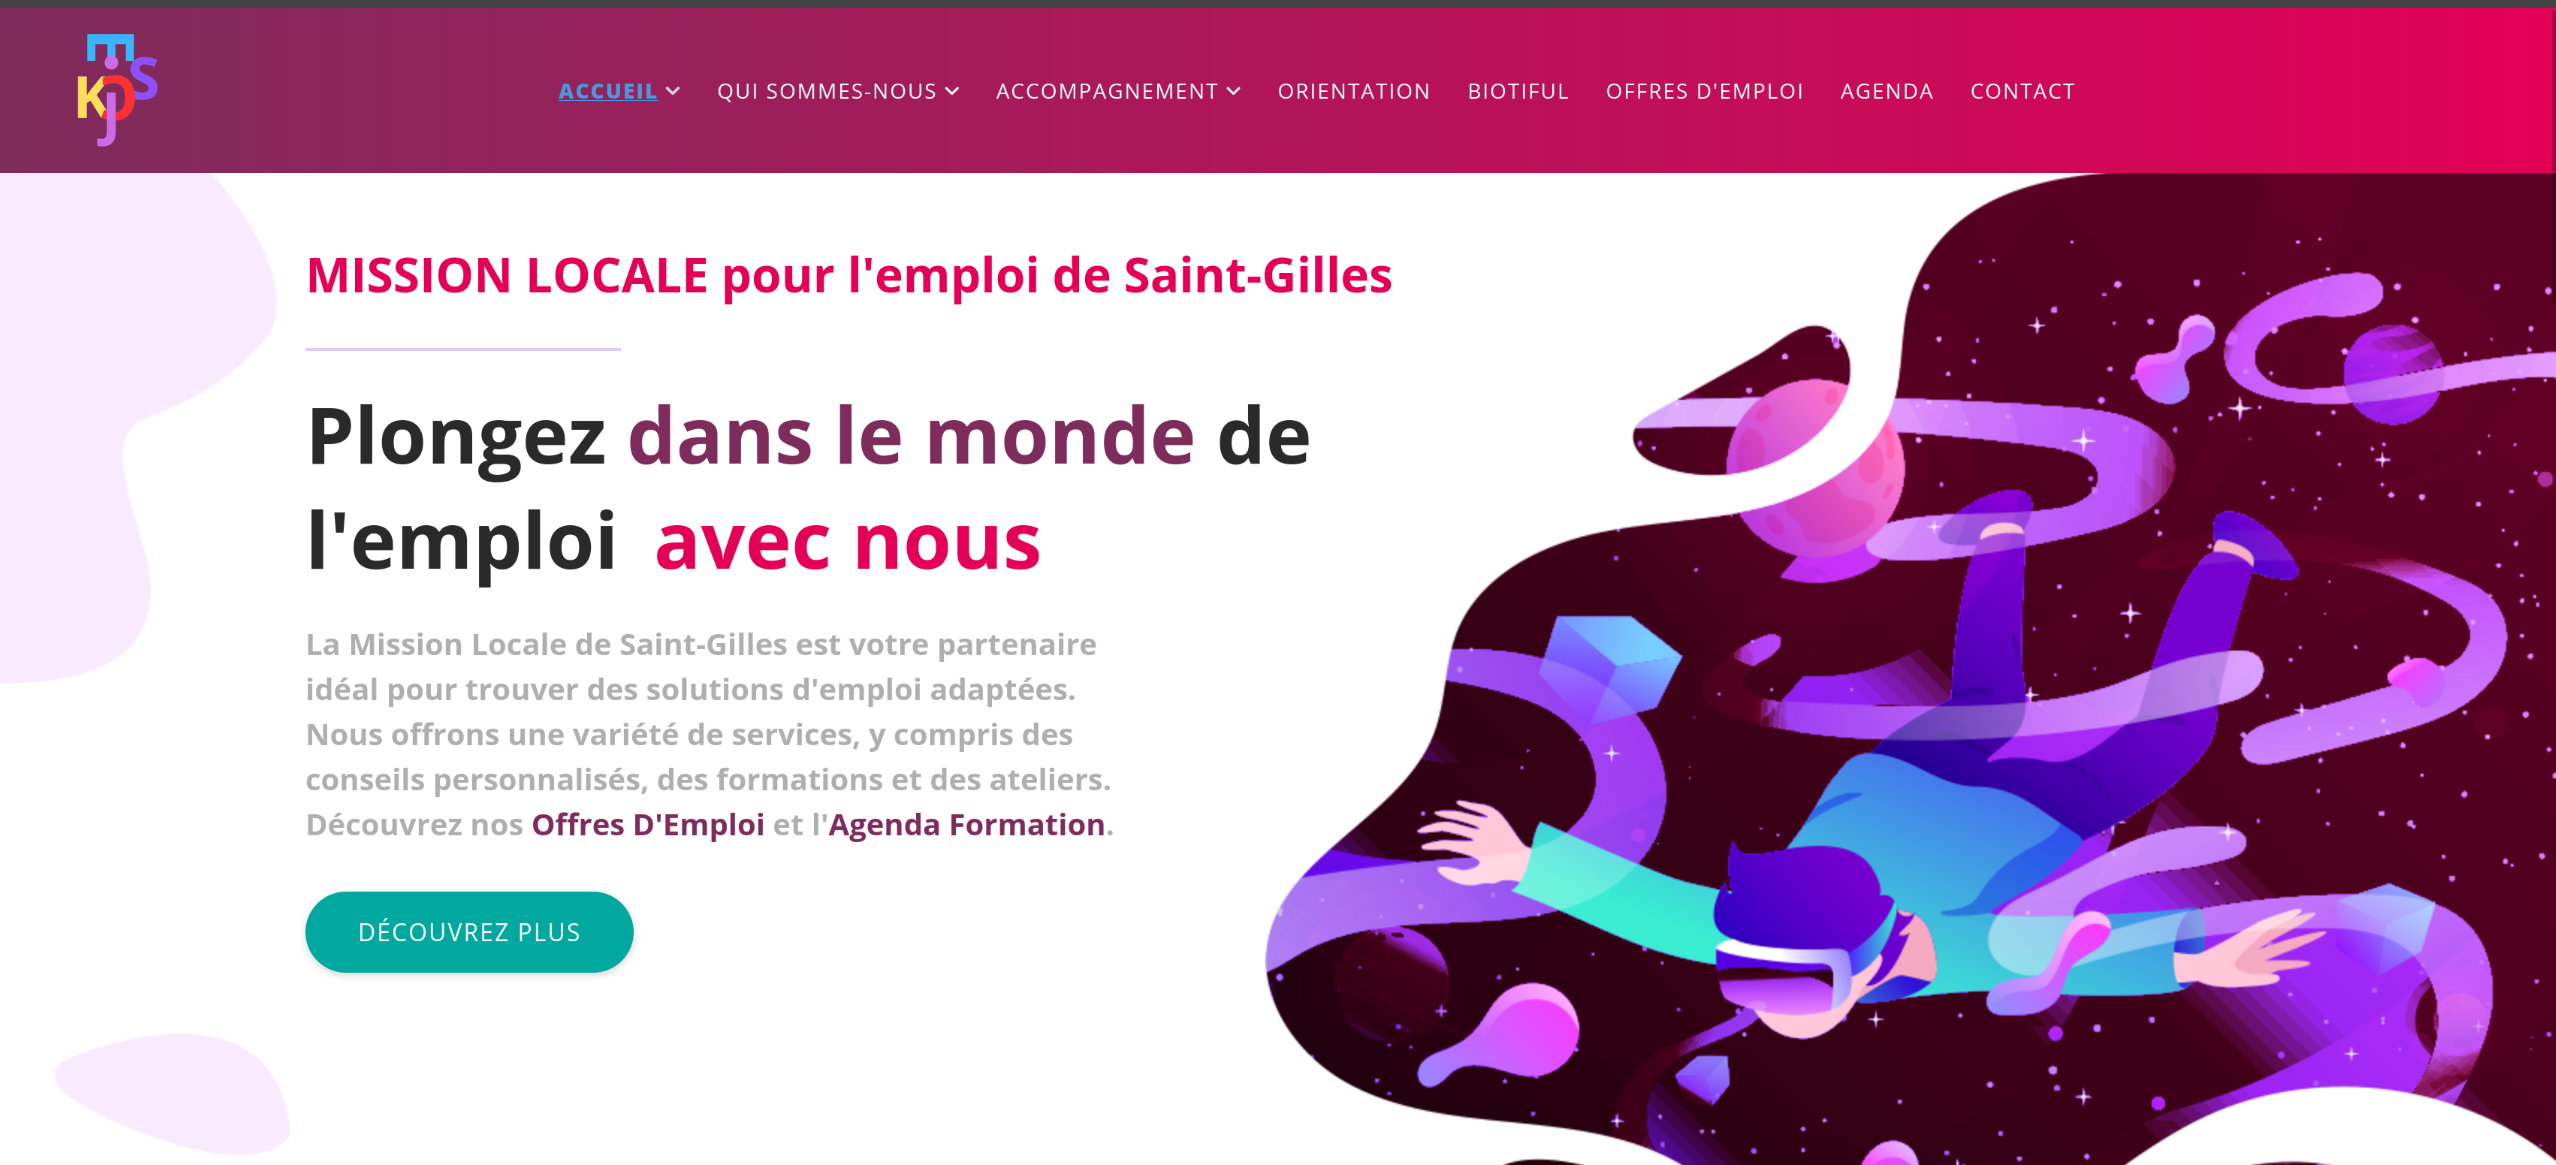 ACCUEIL QUI SOMMES-NOUS ACCOMPAGNEMENT ORIENTATION BIOTIFUL OFFRES D'EMPLOI AGENDA CONTACT
MISSION LOCALE pour l'emploi de Saint-Gilles
Plongez dans le monde de
l'emploi avec nous
La Mission Locale de Saint-Gilles est votre partenaire
idéal pour trouver des solutions d'emploi adaptées.
Nous offrons une variété de services, y compris des
conseils personnalisés, des formations et des ateliers.
Découvrez nos Offres D'Emploi et l'Agenda Formation.
DÉCOUVREZ PLUS